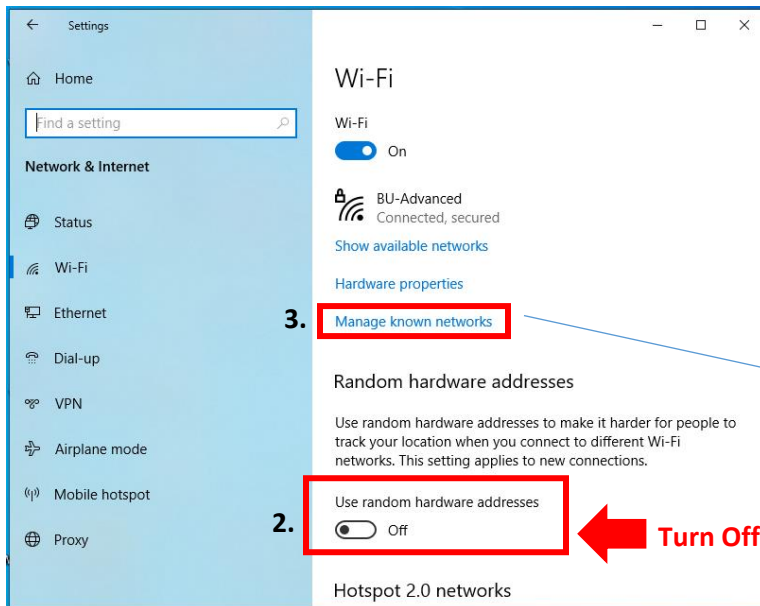 Settings
Home
Find a setting
Network & Internet
Status
Wi-Fi
Ethernet
Dial-up
VPN
Airplane mode
Mobile hotspot
Proxy
Wi-Fi
Wi-Fi
On
BU-Advanced
Connected, secured
Show available networks
Hardware properties
3.
Manage known networks
Random hardware addresses
Use random hardware addresses to make it harder for people to
track your location when you connect to different Wi-Fi
networks. This setting applies to new connections.
2.
Use random hardware addresses
Off
Turn Off
Hotspot 2.0 networks